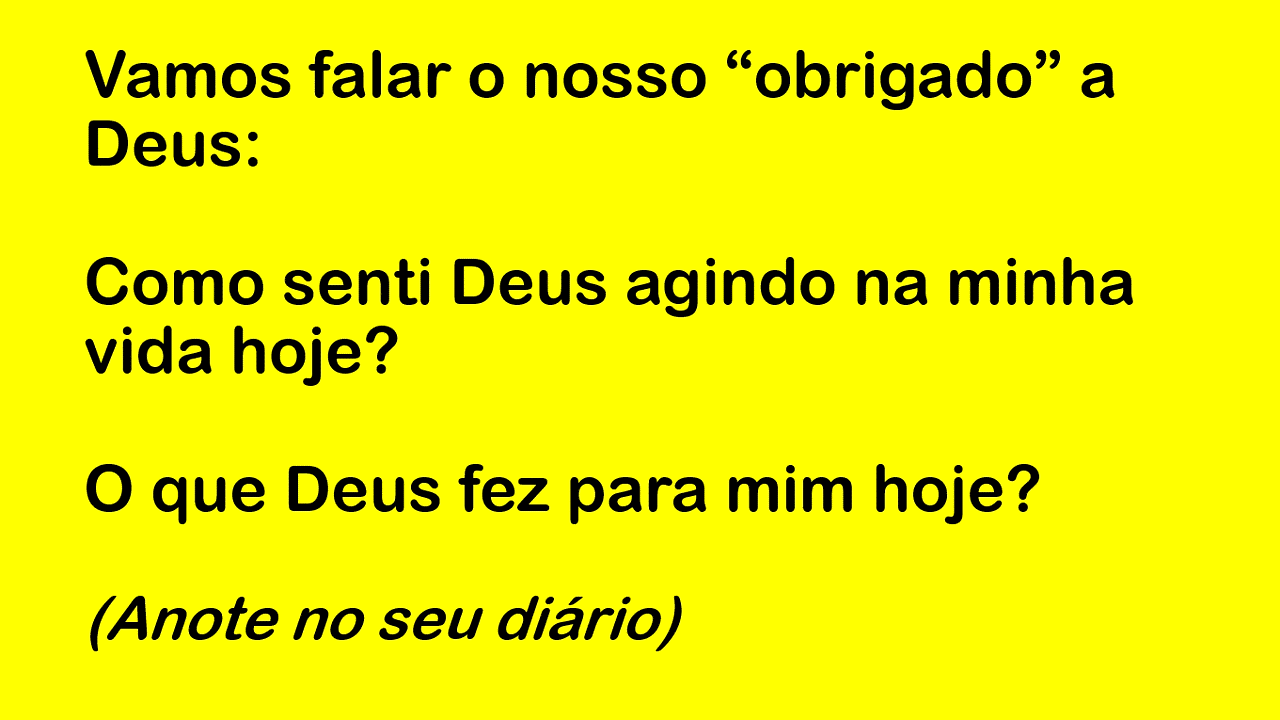 Vamos falar o nosso “obrigado” a
Deus:
Como senti Deus agindo na minha
vida hoje?
O que Deus fez para mim hoje?
(Anote no seu diário)